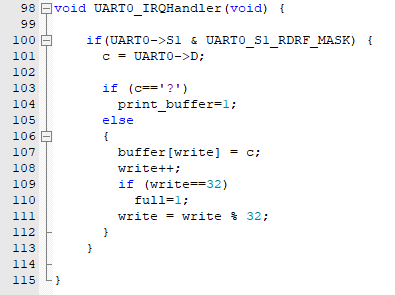 98 void UART0_IRQHandler(void) {
99
100 if(UART0->S1 & UART0_S1_RDRF_MASK) {
101 c = UART0->D;
102
103 if (c=='?')
104 print_buffer=1;
105 else
106 {
107 buffer[write] = c;
108 write++;
109 if (write==32)
110 full=1;
111 write = write % 32;
112 }
113 }
114
115 }